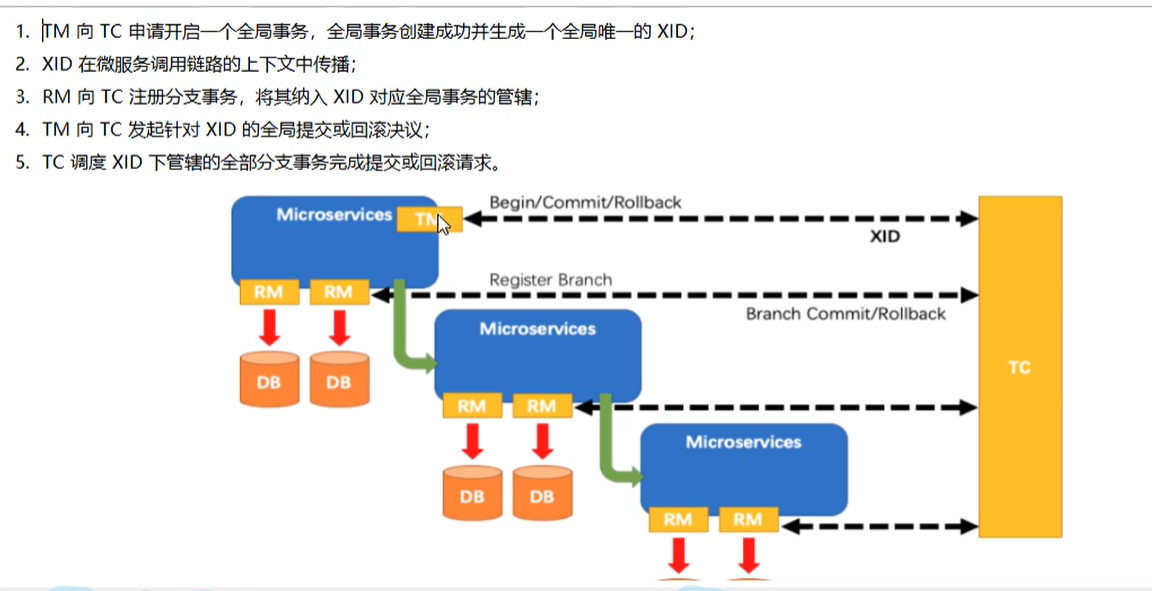 1. TM 向 TC 申请开启一个全局事务，全局事务创建成功并生成一个全局唯一的 XID；
2. XID 在微服务调用链路的上下文中传播；
3. RM 向 TC 注册分支事务，将其纳入 XID 对应全局事务的管辖；
4. TM 向 TC 发起针对 XID 的全局提交或回滚决议；
5. TC 调度 XID 下管辖的全部分支事务完成提交或回滚请求。
Begin/Commit/Rollback
Microservices
TM
XID
Register Branch
RM
RM
Branch Commit/Rollback
Microservices
TC
DB
DB
RM
RM
Microservices
DB
DB
RM
RM